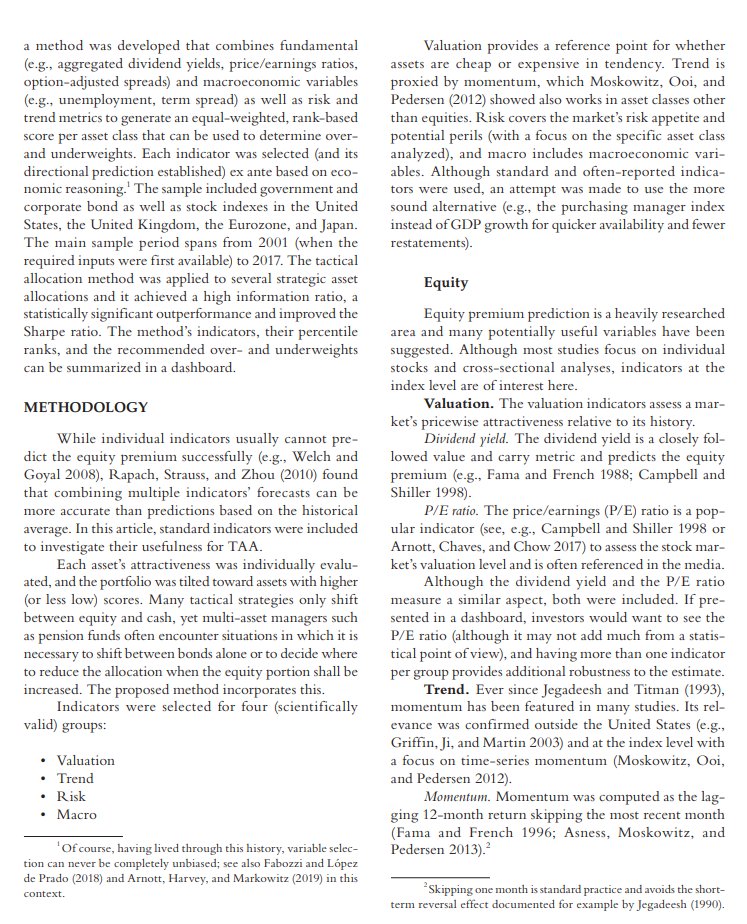 a method was developed that combines fundamental
(e.g., aggregated dividend yields, price/earnings ratios,
option-adjusted spreads) and macroeconomic variables
(e.g., unemployment, term spread) as well as risk and
trend metrics to generate an equal-weighted, rank-based
score per asset class that can be used to determine over-
and underweights. Each indicator was selected (and its
directional prediction established) ex ante based on eco-
nomic reasoning.¹ The sample included government and
corporate bond as well as stock indexes in the United
States, the United Kingdom, the Eurozone, and Japan.
The main sample period spans from 2001 (when the
required inputs were first available) to 2017. The tactical
allocation method was applied to several strategic asset
allocations and it achieved a high information ratio, a
statistically significant outperformance and improved the
Sharpe ratio. The method's indicators, their percentile
ranks, and the recommended over- and underweights
can be summarized in a dashboard.
METHODOLOGY
While individual indicators usually cannot pre-
dict the equity premium successfully (e.g., Welch and
Goyal 2008), Rapach, Strauss, and Zhou (2010) found
that combining multiple indicators' forecasts can be
more accurate than predictions based on the historical
average. In this article, standard indicators were included
to investigate their usefulness for TAA.
Each asset's attractiveness was individually evalu-
ated, and the portfolio was tilted toward assets with higher
(or less low) scores. Many tactical strategies only shift
between equity and cash, yet multi-asset managers such
as pension funds often encounter situations in which it is
necessary to shift between bonds alone or to decide where
to reduce the allocation when the equity portion shall be
increased. The proposed method incorporates this.
Indicators were selected for four (scientifically
valid) groups:
• Valuation
• Trend
• Risk
• Macro
¹ Of course, having lived through this history, variable selec-
tion can never be completely unbiased; see also Fabozzi and López
de Prado (2018) and Arnott, Harvey, and Markowitz (2019) in this
context.
Valuation provides a reference point for whether
assets are cheap or expensive in tendency. Trend is
proxied by momentum, which Moskowitz, Ooi, and
Pedersen (2012) showed also works in asset classes other
than equities. Risk covers the market's risk appetite and
potential perils (with a focus on the specific asset class
analyzed), and macro includes macroeconomic vari-
ables. Although standard and often-reported indica-
tors were used, an attempt was made to use the more
sound alternative (e.g., the purchasing manager index
instead of GDP growth for quicker availability and fewer
restatements).
Equity
Equity premium prediction is a heavily researched
area and many potentially useful variables have been
suggested. Although most studies focus on individual
stocks and cross-sectional analyses, indicators at the
index level are of interest here.
Valuation. The valuation indicators assess a mar-
ket's pricewise attractiveness relative to its history.
Dividend yield. The dividend yield is a closely fol-
lowed value and carry metric and predicts the equity
premium (e.g., Fama and French 1988; Campbell and
Shiller 1998).
P/E ratio. The price/earnings (P/E) ratio is a pop-
ular indicator (see, e.g., Campbell and Shiller 1998 or
Arnott, Chaves, and Chow 2017) to assess the stock mar-
ket's valuation level and is often referenced in the media.
Although the dividend yield and the P/E ratio
measure a similar aspect, both were included. If pre-
sented in a dashboard, investors would want to see the
P/E ratio (although it may not add much from a statis-
tical point of view), and having more than one indicator
per group provides additional robustness to the estimate.
Trend. Ever since Jegadeesh and Titman (1993),
momentum has been featured in many studies. Its rel-
evance was confirmed outside the United States (e.g.,
Griffin, Ji, and Martin 2003) and at the index level with
a focus on time-series momentum (Moskowitz, Ooi,
and Pedersen 2012).
Momentum. Momentum was computed as the lag-
ging 12-month return skipping the most recent month
(Fama and French 1996; Asness, Moskowitz, and
Pedersen 2013).²
² Skipping one month is standard practice and avoids the short-
term reversal effect documented for example by Jegadeesh (1990).